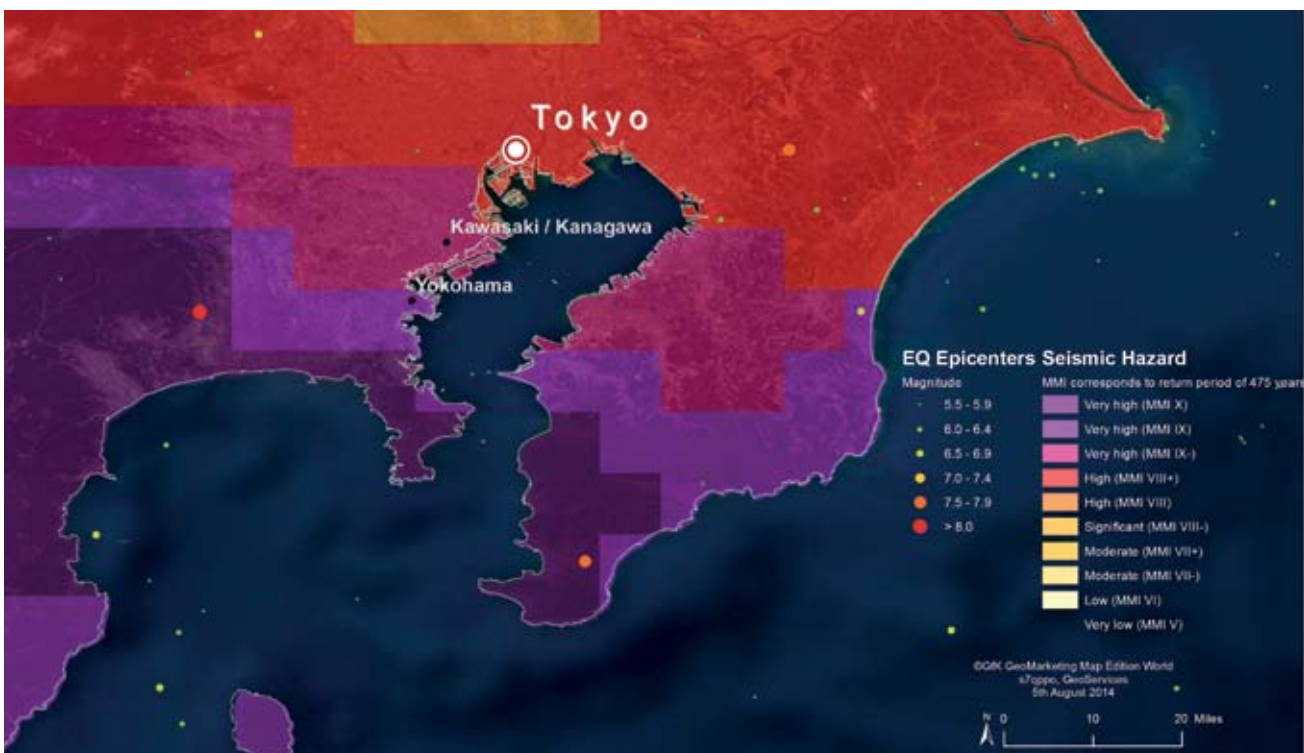 Tokyo
Kawasaki / Kanagawa
Yokohama
EQ Epicenters
Magnitude
5.5 - 5.9
6.0 - 6.4
6.5 - 6.9
7.0 - 7.4
7.5 - 7.9
> 8.0
Seismic Hazard
MMI corresponds to return period of 475 years
Very high (MMI X)
Very high (MMI IX)
Very high (MMI IX-)
High (MMI VIII+)
High (MMI VIII)
Significant (MMI VIII-)
Moderate (MMI VII+)
Moderate (MMI VII-)
Low (MMI VI)
Very low (MMI V)
©GfK GeoMarketing Map Edition World
s7qppo, GeoServices
5th August 2014
N
0 10 20 Miles